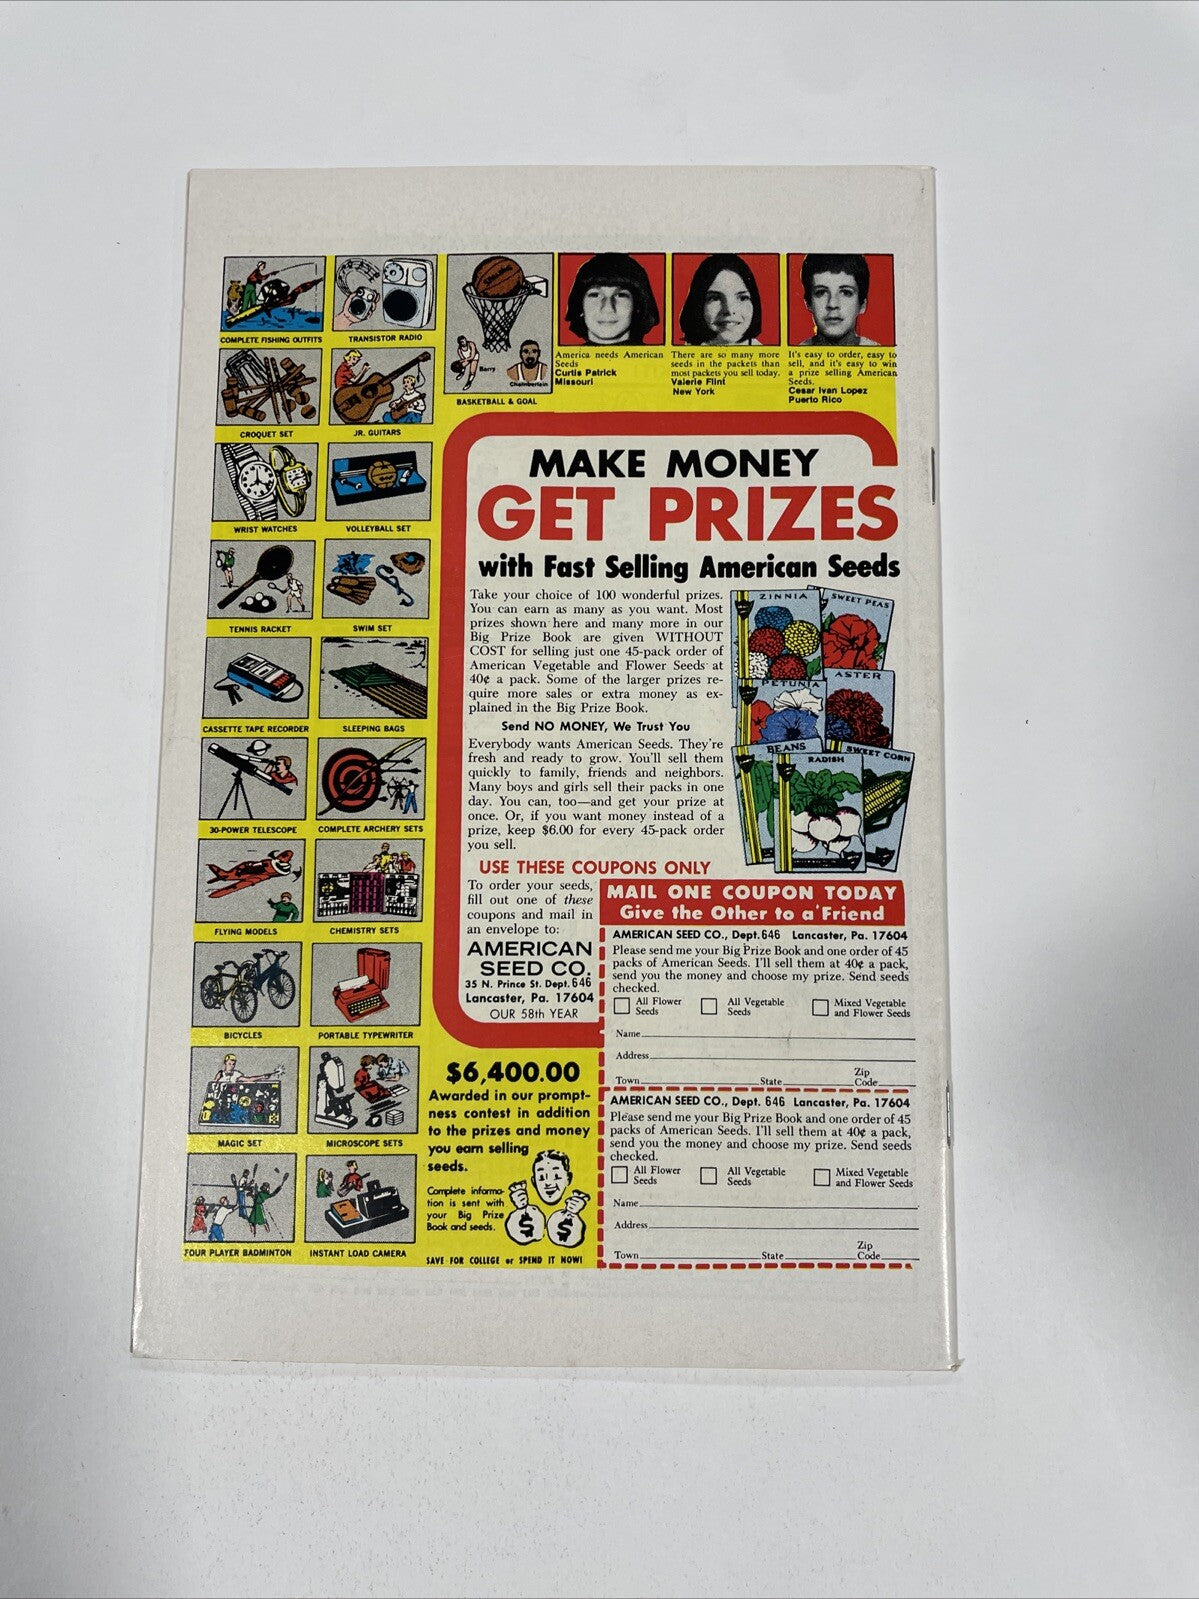 COMPLETE FISHING OUTFITS
TRANSISTOR RADIO
Barry
Chamberlain
BASKETBALL & GOAL
America needs American
Seeds
Curtis Patrick
Missouri
There are so many more
seeds in the packets than
most packets you sell today.
Valerie Flint
New York
It's easy to order, easy to
sell, and it's easy to win
a prize selling American
Seeds.
Cesar Ivan Lopez
Puerto Rico
CROQUET SET
JR. GUITARS
WRIST WATCHES
VOLLEYBALL SET
TENNIS RACKET
SWIM SET
CASSETTE TAPE RECORDER
SLEEPING BAGS
30-POWER TELESCOPE
COMPLETE ARCHERY SETS
FLYING MODELS
CHEMISTRY SETS
BICYCLES
PORTABLE TYPEWRITER
MAGIC SET
MICROSCOPE SETS
FOUR PLAYER BADMINTON
INSTANT LOAD CAMERA
MAKE MONEY
GET PRIZES
with Fast Selling American Seeds
Take your choice of 100 wonderful prizes.
You can earn as many as you want. Most
prizes shown here and many more in our
Big Prize Book are given WITHOUT
COST for selling just one 45-pack order of
American Vegetable and Flower Seeds at
40¢ a pack. Some of the larger prizes re-
quire more sales or extra money as ex-
plained in the Big Prize Book.
Send NO MONEY, We Trust You
Everybody wants American Seeds. They're
fresh and ready to grow. You'll sell them
quickly to family, friends and neighbors.
Many boys and girls sell their packs in one
day. You can, too—and get your prize at
once. Or, if you want money instead of a
prize, keep $6.00 for every 45-pack order
you sell.
ZINNIA
SWEET PEAS
PETUNIA
ASTER
BEANS
RADISH
SWEET CORN
USE THESE COUPONS ONLY
To order your seeds,
fill out one of these
coupons and mail in
an envelope to:
AMERICAN
SEED CO.
35 N. Prince St. Dept. 646
Lancaster, Pa. 17604
OUR 58th YEAR
MAIL ONE COUPON TODAY
Give the Other to a Friend
AMERICAN SEED CO., Dept. 646 Lancaster, Pa. 17604
Please send me your Big Prize Book and one order of 45
packs of American Seeds. I'll sell them at 40¢ a pack,
send you the money and choose my prize. Send seeds
checked.
All Flower Seeds
All Vegetable Seeds
Mixed Vegetable and Flower Seeds
Name
Address
Town State Zip Code
AMERICAN SEED CO., Dept. 646 Lancaster, Pa. 17604
Please send me your Big Prize Book and one order of 45
packs of American Seeds. I'll sell them at 40¢ a pack,
send you the money and choose my prize. Send seeds
checked.
All Flower Seeds
All Vegetable Seeds
Mixed Vegetable and Flower Seeds
Name
Address
Town State Zip Code
$6,400.00
Awarded in our prompt-
ness contest in addition
to the prizes and money
you earn selling
seeds.
Complete informa-
tion is sent with
your Big Prize
Book and seeds.
$ $
SAVE FOR COLLEGE or SPEND IT NOW!